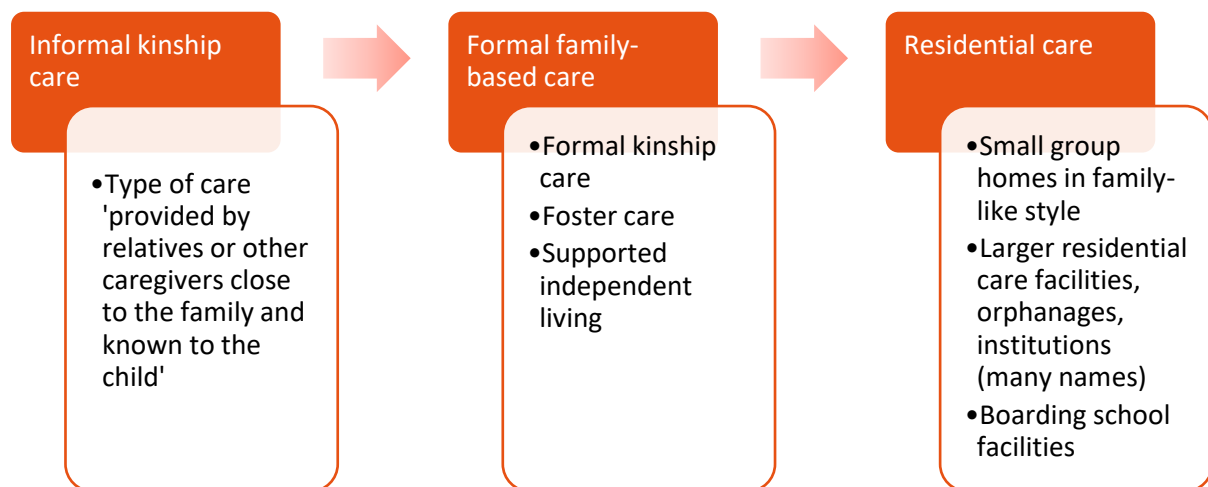 Informal kinship
care
•Type of care
'provided by
relatives or other
caregivers close
to the family and
known to the
child'
Formal family-
based care
•Formal kinship
care
•Foster care
•Supported
independent
living
Residential care
•Small group
homes in family-
like style
•Larger residential
care facilities,
orphanages,
institutions
(many names)
•Boarding school
facilities